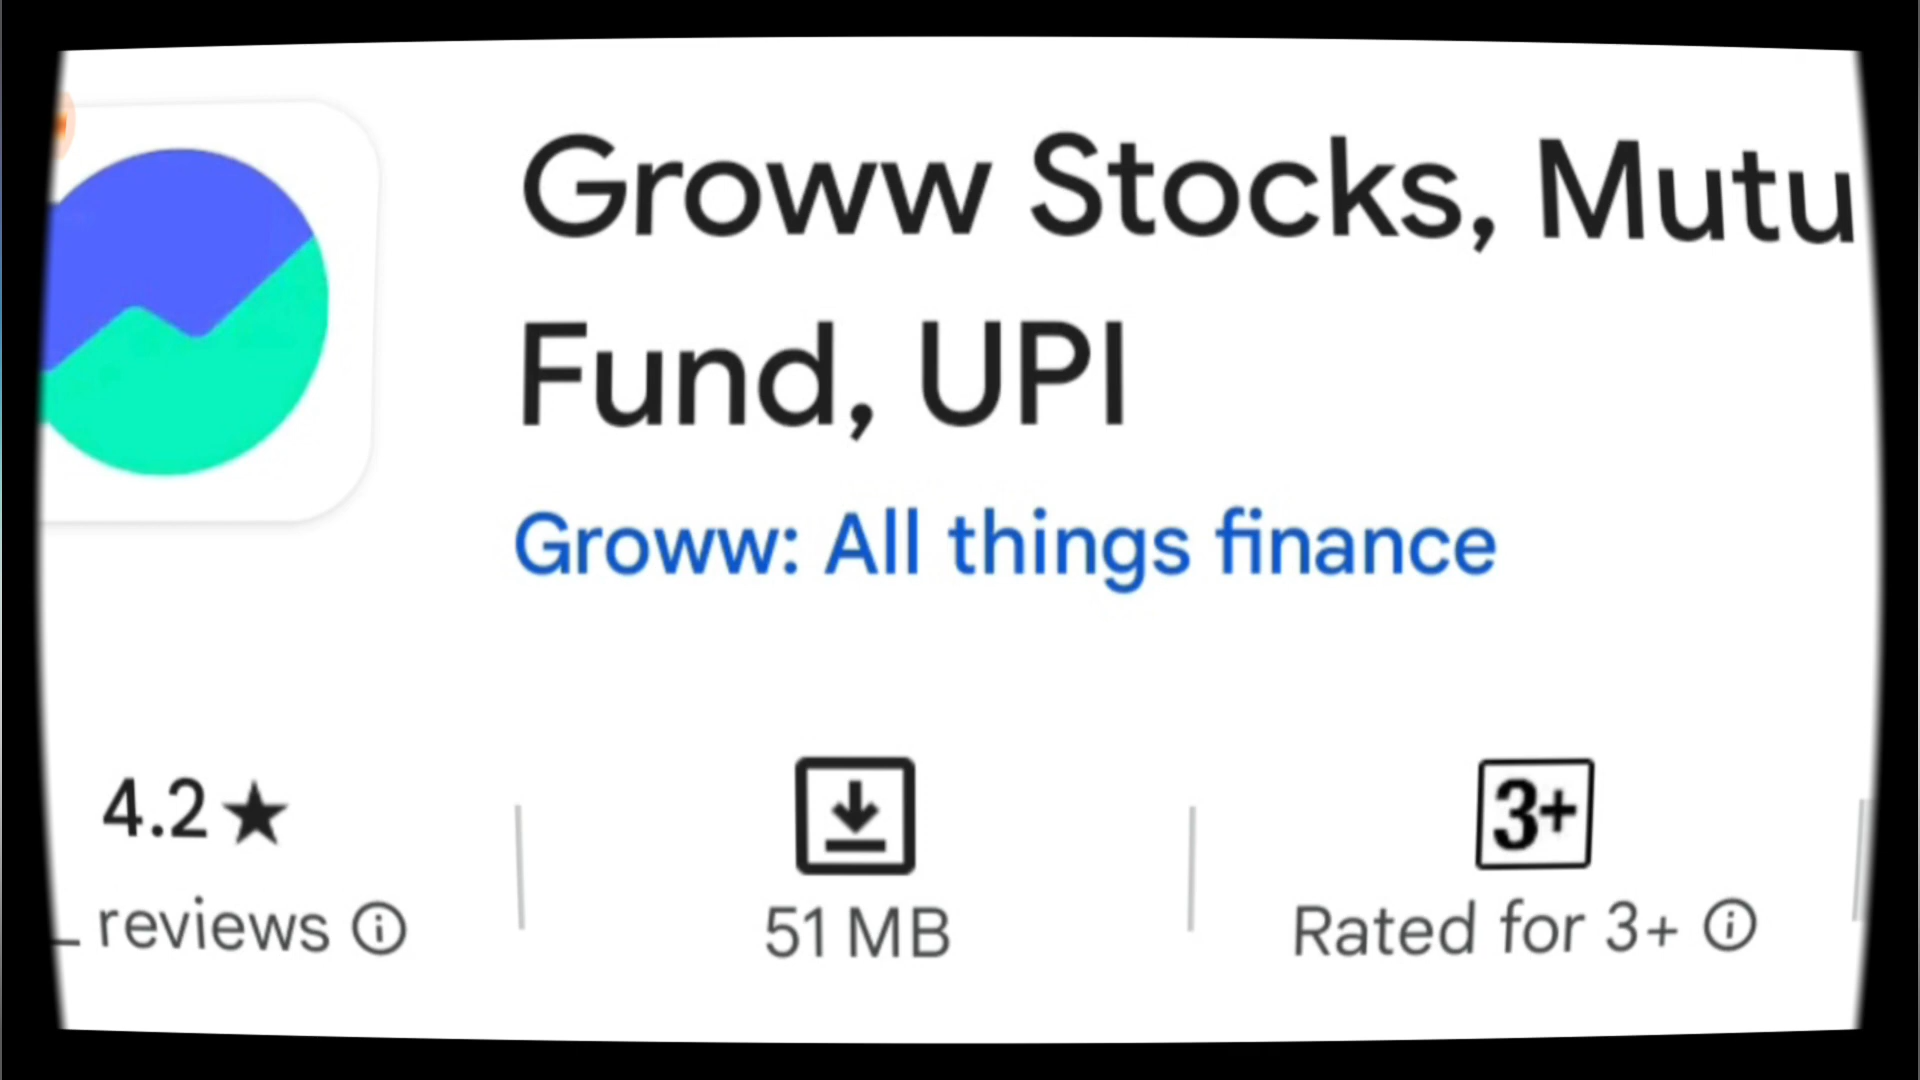 Groww Stocks, Mutu
Fund, UPI
Groww: All things finance
4.2★
3+
reviews
51 MB
Rated for 3+